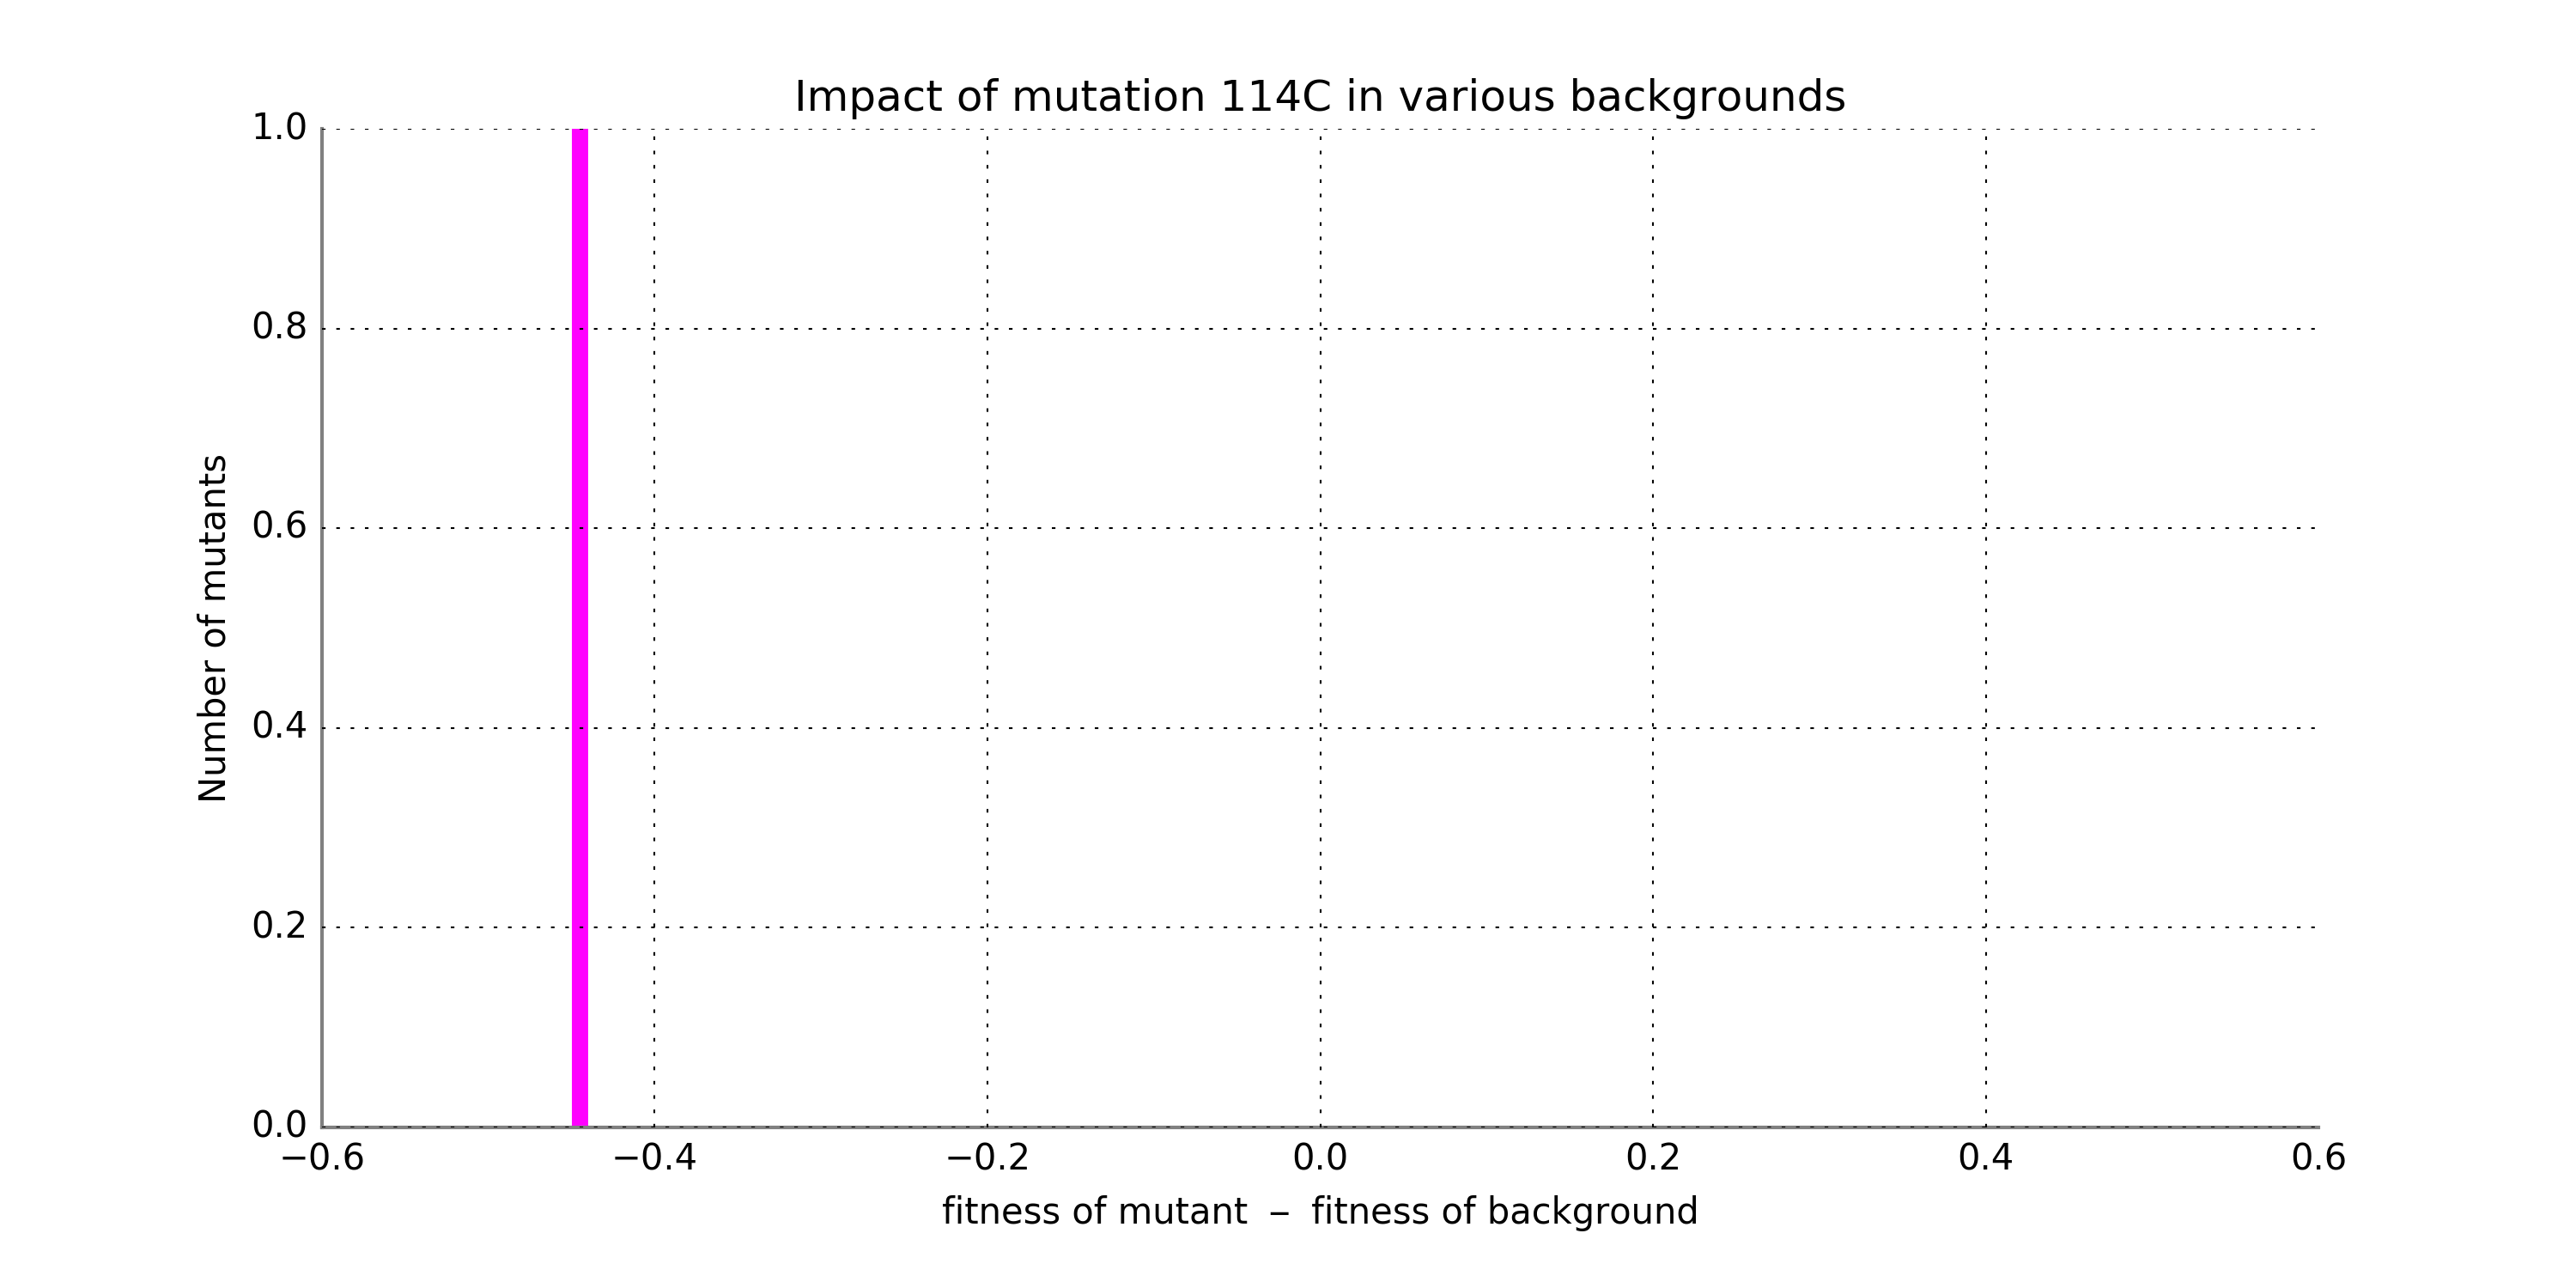 Impact of mutation 114C in various backgrounds
1.0
0.8
0.6
0.4
0.2
0.0
Number of mutants
−0.6 −0.4 −0.2 0.0 0.2 0.4 0.6
fitness of mutant − fitness of background